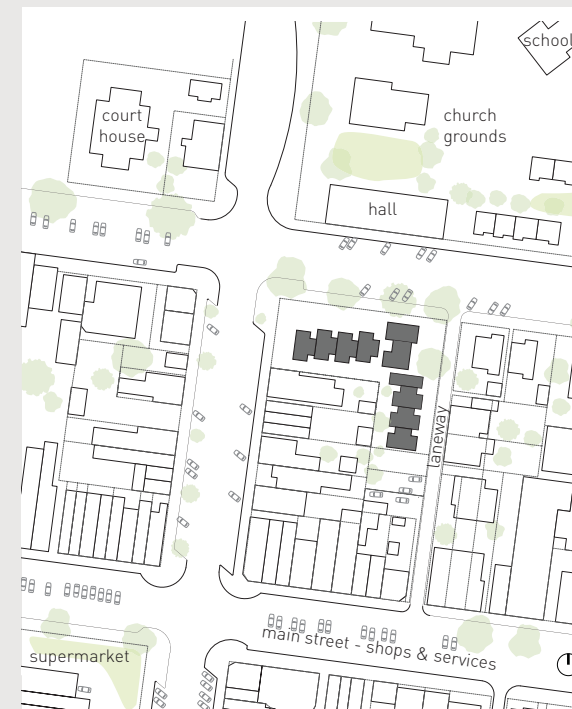 school
court
house
church
grounds
hall
laneway
main street - shops & services
supermarket